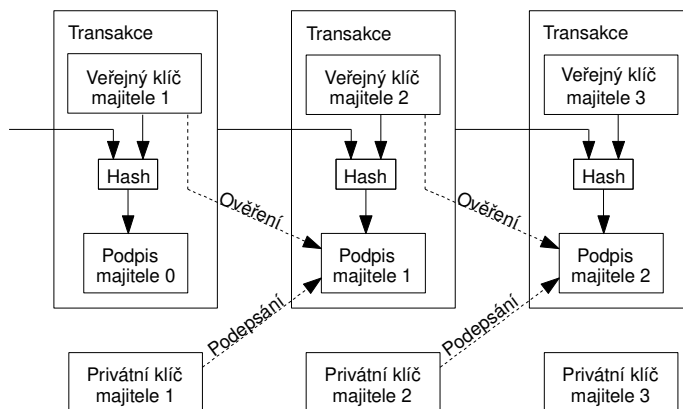 Transakce
Transakce
Transakce
Veřejný klíč
majitele 1
Veřejný klíč
majitele 2
Veřejný klíč
majitele 3
Hash
Hash
Hash
Ověření
Ověření
Podpis
majitele 0
Podpis
majitele 1
Podpis
majitele 2
Podepsání
Podepsání
Privátní klíč
majitele 1
Privátní klíč
majitele 2
Privátní klíč
majitele 3